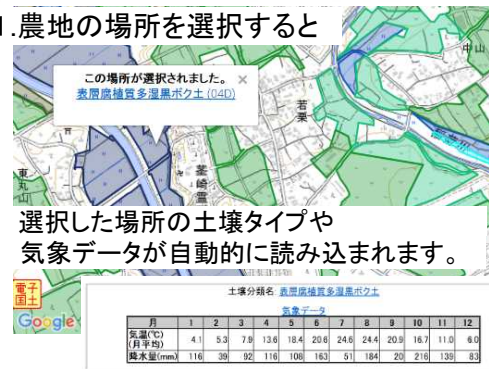 1.農地の場所を選択すると
この場所が選択されました。 ×
表層腐植質多湿黒ボク土(04D)
中山
若栗
茎崎
東丸山
選択した場所の土壌タイプや
気象データが自動的に読み込まれます。
電子国土
Google
土壌分類名: 表層腐植質多湿黒ボク土
気象データ
月 1 2 3 4 5 6 7 8 9 10 11 12
気温(℃)(月平均) 4.1 5.3 7.9 13.6 18.4 20.6 24.6 24.4 20.9 16.7 11.0 6.0
降水量(mm) 116 39 92 116 108 163 51 184 20 216 139 83